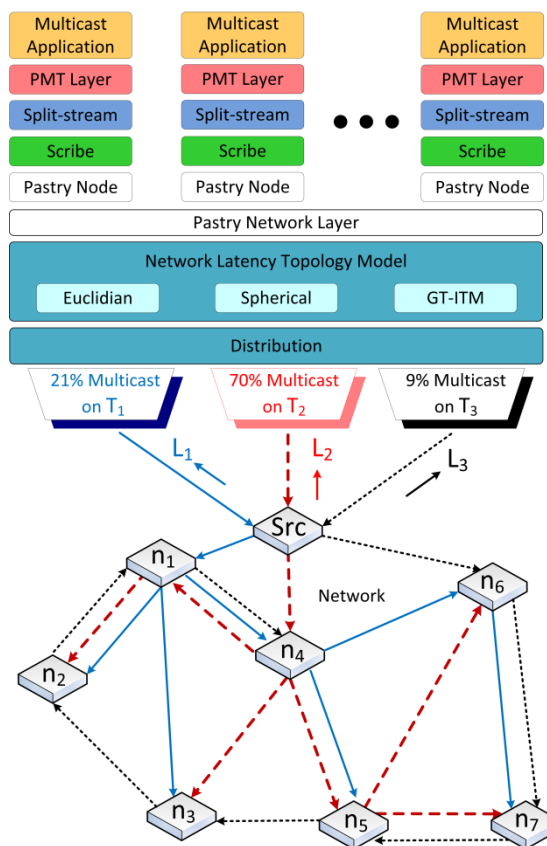 Multicast Application
Multicast Application
Multicast Application
PMT Layer
PMT Layer
PMT Layer
Split-stream
Split-stream
Split-stream
Scribe
Scribe
Scribe
Pastry Node
Pastry Node
Pastry Node
Pastry Network Layer
Network Latency Topology Model
Euclidian
Spherical
GT-ITM
Distribution
21% Multicast
on T₁
70% Multicast
on T₂
9% Multicast
on T₃
L₁
L₂
L₃
Src
n₁
n₆
Network
n₄
n₂
n₃
n₅
n₇